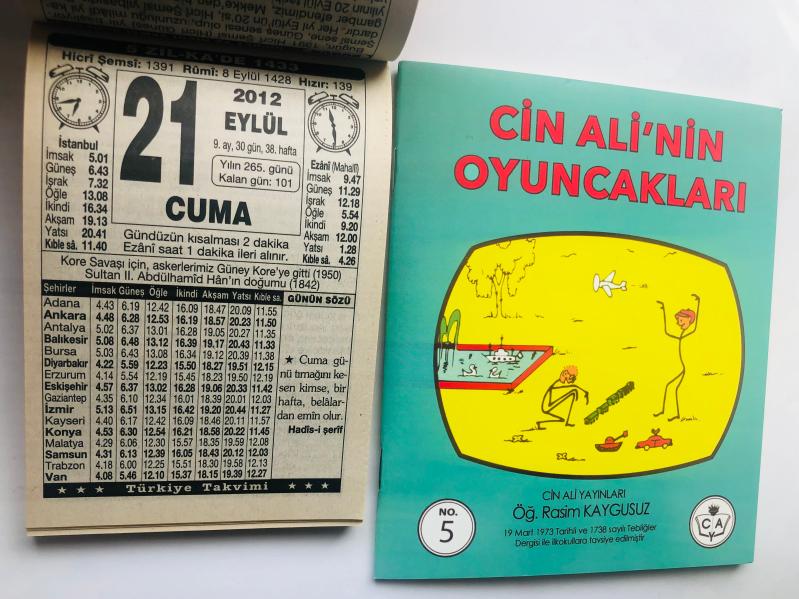 5 ZİL-KA'DE 1433
Hicrî Şemsî: 1391 Rûmî: 8 Eylül 1428 Hızır: 139
21
2012
EYLÜL
9. ay, 30 gün, 38. hafta
Yılın 265. günü
Kalan gün: 101
CUMA
Gündüzün kısalması 2 dakika
Ezânî saat 1 dakika ileri alınır.
İstanbul
İmsak 5.01
Güneş 6.43
İşrak 7.32
Öğle 13.08
İkindi 16.34
Akşam 19.13
Yatsı 20.41
Kıble sâ. 11.40
Ezânî (Mahallî)
İmsak 9.47
Güneş 11.29
İşrak 12.18
Öğle 5.54
İkindi 9.20
Akşam 12.00
Yatsı 1.28
Kıble sâ. 4.26
Kore Savaşı için, askerlerimiz Güney Kore'ye gitti (1950)
Sultan II. Abdülhamîd Hân'ın doğumu (1842)
Şehirler İmsak Güneş Öğle İkindi Akşam Yatsı Kıble sa.
Adana 4.43 6.19 12.42 16.09 18.47 20.09 11.55
Ankara 4.48 6.28 12.53 16.19 18.57 20.23 11.50
Antalya 5.02 6.37 13.01 16.28 19.05 20.27 11.35
Balıkesir 5.08 6.48 13.12 16.39 19.17 20.43 11.33
Bursa 5.03 6.43 13.08 16.34 19.12 20.39 11.38
Diyarbakır 4.22 5.59 12.23 15.50 18.27 19.51 12.15
Erzurum 4.14 5.54 12.19 15.45 18.23 19.50 12.19
Eskişehir 4.57 6.37 13.02 16.28 19.06 20.33 11.42
Gaziantep 4.35 6.10 12.34 16.01 18.39 20.01 12.03
İzmir 5.13 6.51 13.15 16.42 19.20 20.44 11.27
Kayseri 4.40 6.17 12.42 16.09 18.46 20.11 11.57
Konya 4.53 6.30 12.54 16.21 18.58 20.22 11.45
Malatya 4.29 6.06 12.30 15.57 18.35 19.59 12.08
Samsun 4.31 6.13 12.39 16.05 18.43 20.12 12.03
Trabzon 4.18 6.00 12.25 15.51 18.30 19.58 12.13
Van 4.08 5.46 12.10 15.37 18.15 19.39 12.27
GÜNÜN SÖZÜ
★ Cuma gü-
nü tırnağını ke-
sen kimse, bir
hafta, belâlar-
dan emîn olur.
Hadîs-i şerîf
★ ★ ★ Türkiye Takvimi ★ ★ ★
CİN ALİ'NİN
OYUNCAKLARI
CİN ALİ YAYINLARI
Öğ. Rasim KAYGUSUZ
19 Mart 1973 Tarihli ve 1738 sayılı Tebliğler
Dergisi ile ilkokullara tavsiye edilmiştir
NO.
5
C A
Y